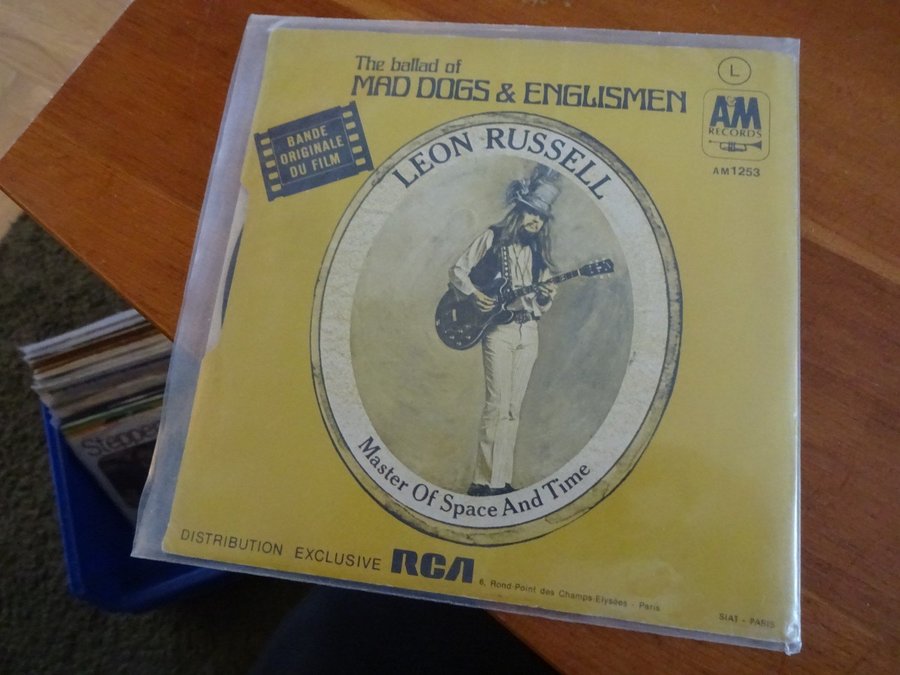 The ballad of
MAD DOGS & ENGLISMEN
L
A&M
RECORDS
AM1253
BANDE
ORIGINALE
DU FILM
LEON RUSSELL
Master Of Space And Time
DISTRIBUTION EXCLUSIVE RCA
6, Rond-Point des Champs-Elysées - Paris
SIAT - PARIS
Steppe